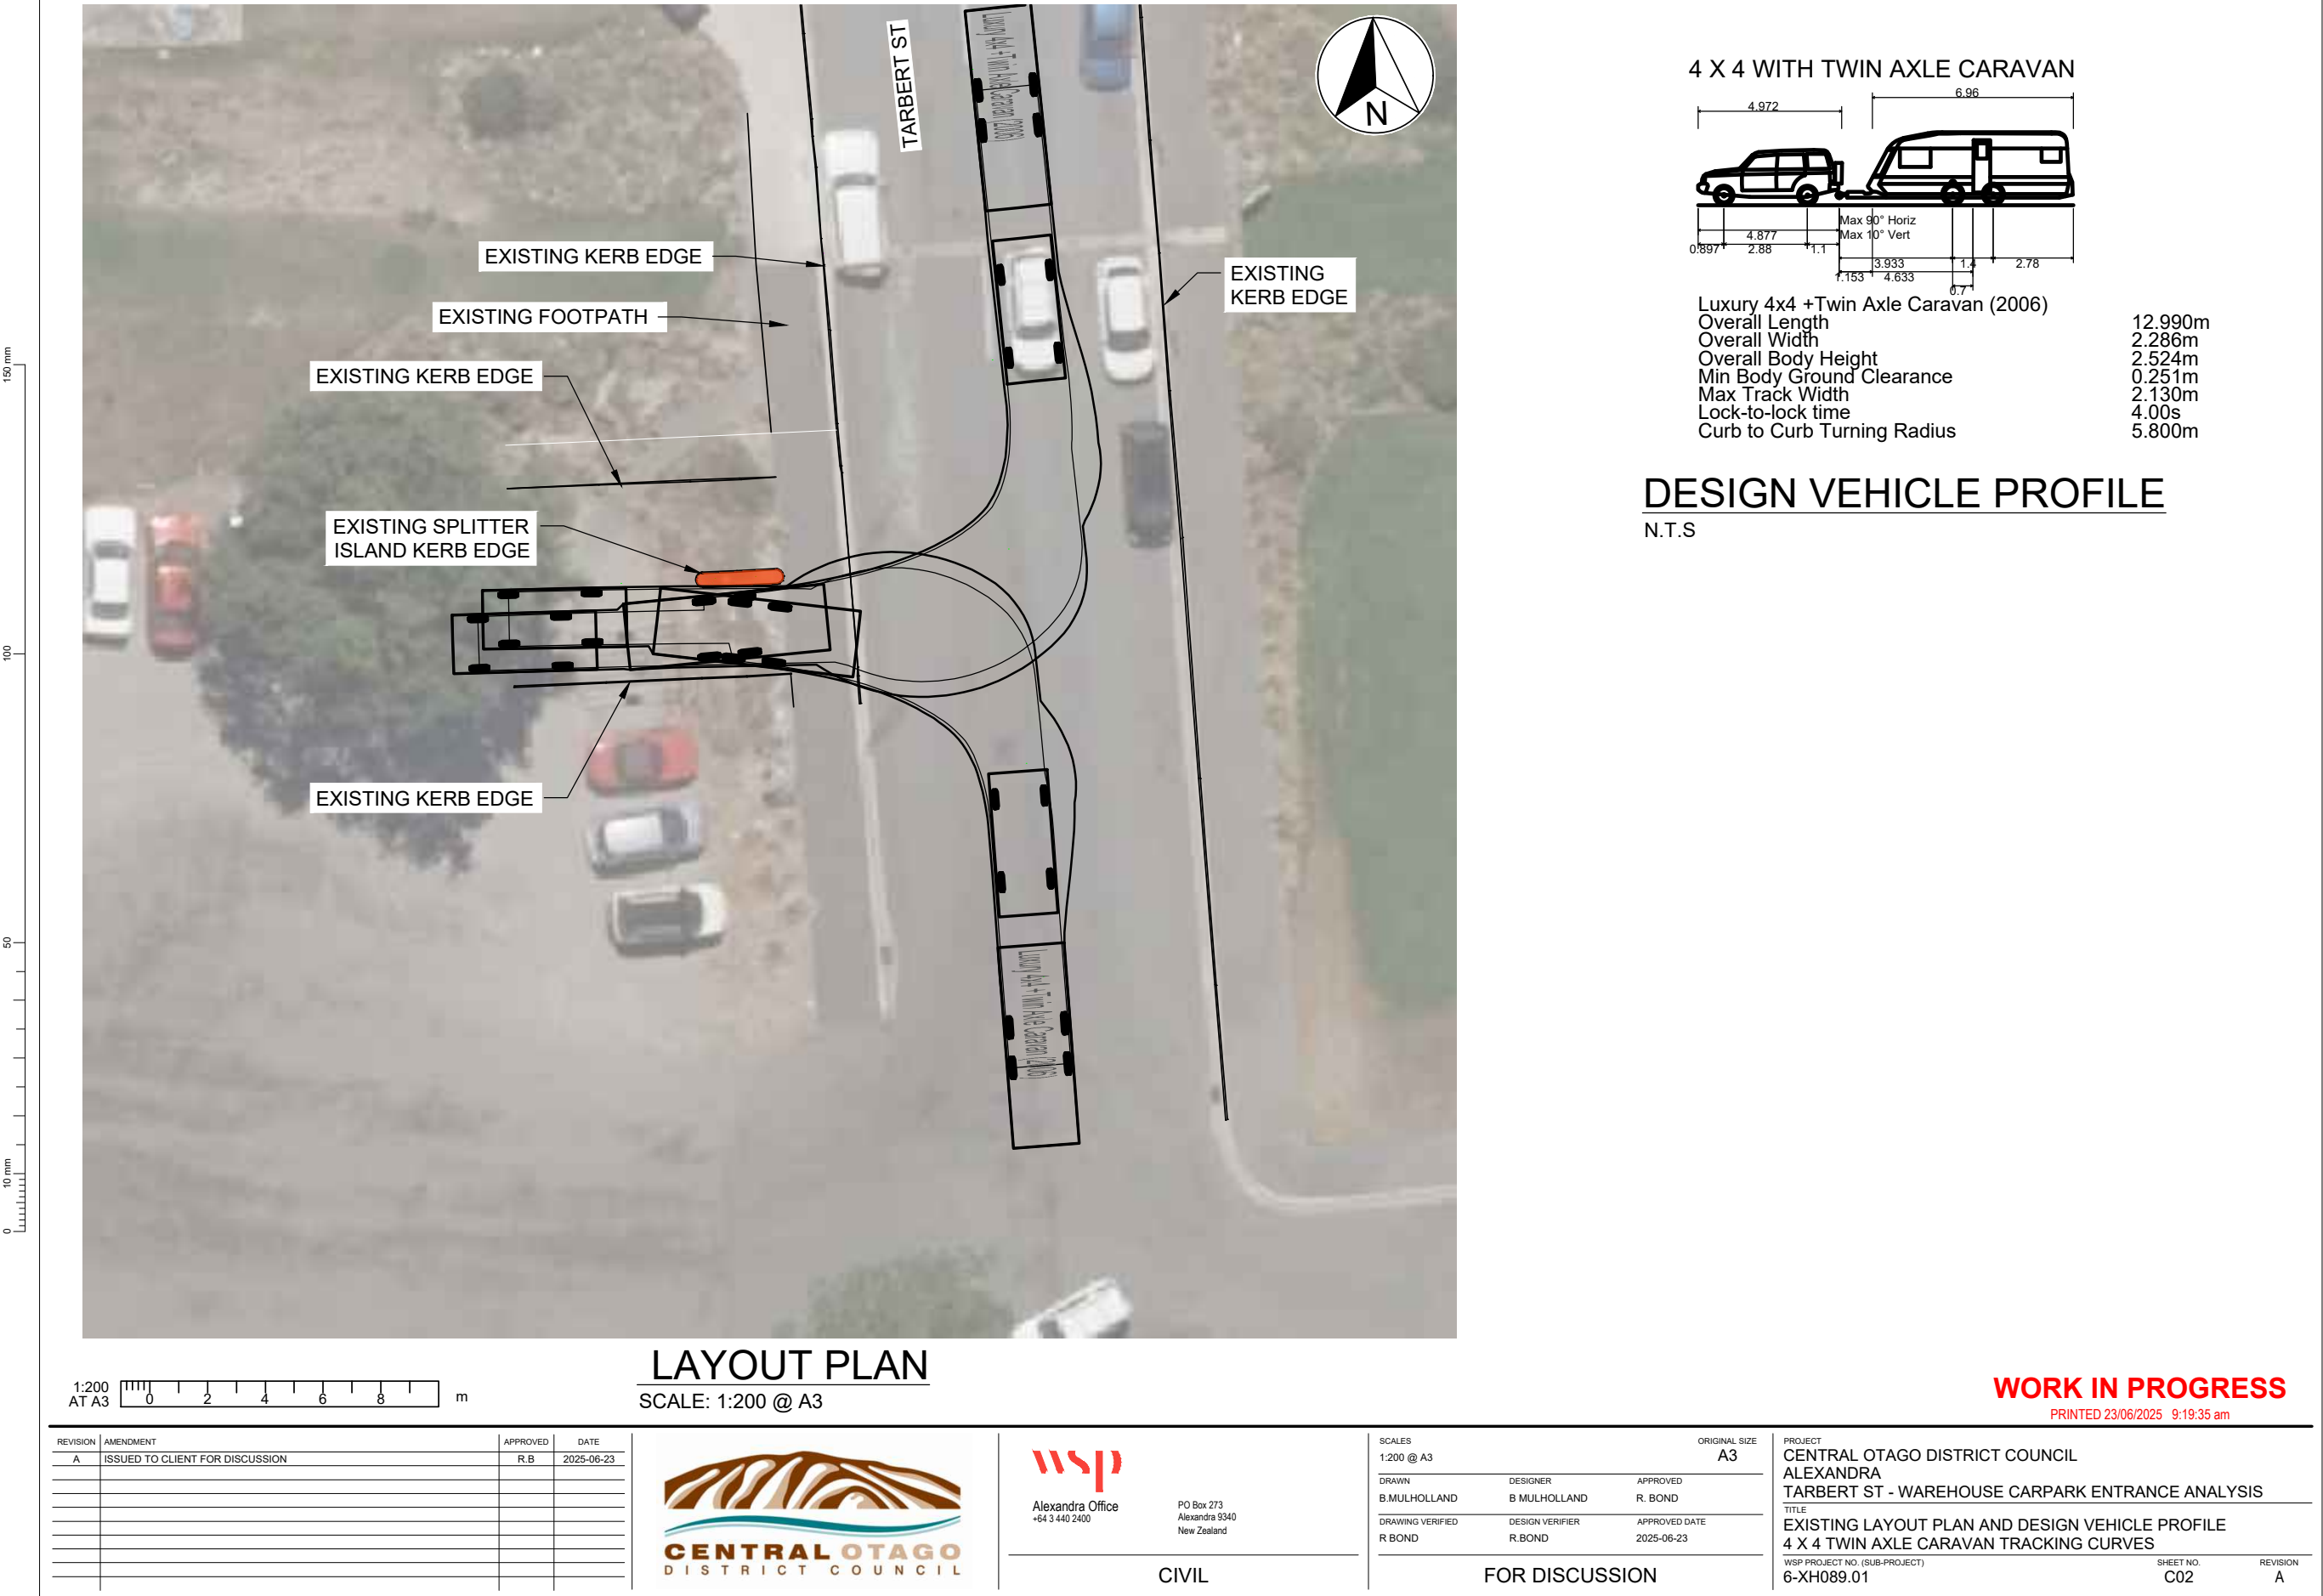 TARBERT ST
N
Luxury 4x4 + Twin Axle Caravan (2006)
EXISTING KERB EDGE
EXISTING
KERB EDGE
EXISTING FOOTPATH
EXISTING KERB EDGE
EXISTING SPLITTER
ISLAND KERB EDGE
EXISTING KERB EDGE
Luxury 4x4 + Twin Axle Caravan (2006)
150 mm
100
50
10 mm
0
4 X 4 WITH TWIN AXLE CARAVAN
4.972
6.96
Max 90° Horiz
Max 10° Vert
4.877
0.897
2.88
1.1
3.933
1.4
2.78
1.153
4.633
0.7
Luxury 4x4 +Twin Axle Caravan (2006)
Overall Length 12.990m
Overall Width 2.286m
Overall Body Height 2.524m
Min Body Ground Clearance 0.251m
Max Track Width 2.130m
Lock-to-lock time 4.00s
Curb to Curb Turning Radius 5.800m
DESIGN VEHICLE PROFILE
N.T.S
LAYOUT PLAN
SCALE: 1:200 @ A3
1:200
AT A3
0 2 4 6 8 m
WORK IN PROGRESS
PRINTED 23/06/2025 9:19:35 am
REVISION AMENDMENT APPROVED DATE
A ISSUED TO CLIENT FOR DISCUSSION R.B 2025-06-23
CENTRAL OTAGO
DISTRICT COUNCIL
wsp
Alexandra Office
+64 3 440 2400
PO Box 273
Alexandra 9340
New Zealand
CIVIL
SCALES
1:200 @ A3
ORIGINAL SIZE
A3
DRAWN DESIGNER APPROVED
B.MULHOLLAND B MULHOLLAND R. BOND
DRAWING VERIFIED DESIGN VERIFIER APPROVED DATE
R BOND R.BOND 2025-06-23
FOR DISCUSSION
PROJECT
CENTRAL OTAGO DISTRICT COUNCIL
ALEXANDRA
TARBERT ST - WAREHOUSE CARPARK ENTRANCE ANALYSIS
TITLE
EXISTING LAYOUT PLAN AND DESIGN VEHICLE PROFILE
4 X 4 TWIN AXLE CARAVAN TRACKING CURVES
WSP PROJECT NO. (SUB-PROJECT) SHEET NO. REVISION
6-XH089.01 C02 A